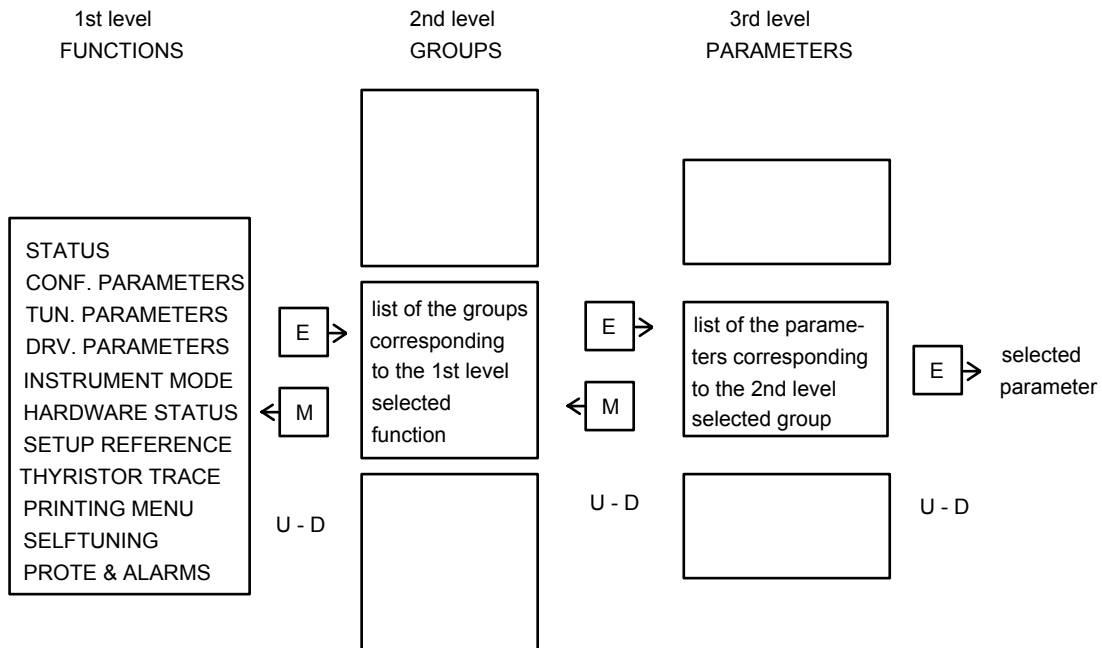 1st level
FUNCTIONS
2nd level
GROUPS
3rd level
PARAMETERS
STATUS
CONF. PARAMETERS
TUN. PARAMETERS
DRV. PARAMETERS
INSTRUMENT MODE
HARDWARE STATUS
SETUP REFERENCE
THYRISTOR TRACE
PRINTING MENU
SELFTUNING
PROTE & ALARMS
E
M
U - D
list of the groups
corresponding
to the 1st level
selected
function
E
M
U - D
list of the parame-
ters corresponding
to the 2nd level
selected group
E
U - D
selected
parameter